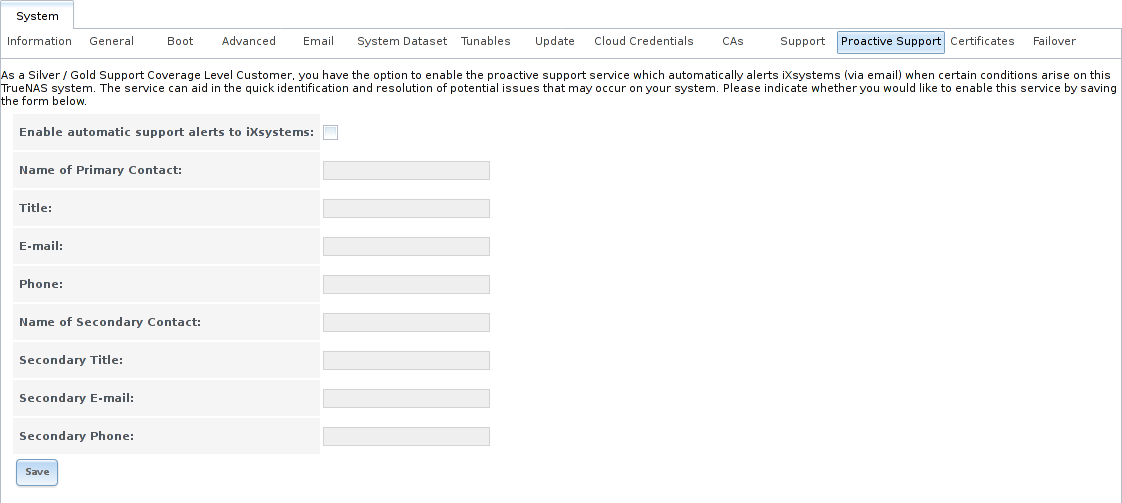 System
Information General Boot Advanced Email System Dataset Tunables Update Cloud Credentials CAs Support Proactive Support Certificates Failover
As a Silver / Gold Support Coverage Level Customer, you have the option to enable the proactive support service which automatically alerts iXsystems (via email) when certain conditions arise on this
TrueNAS system. The service can aid in the quick identification and resolution of potential issues that may occur on your system. Please indicate whether you would like to enable this service by saving
the form below.
Enable automatic support alerts to iXsystems:
Name of Primary Contact:
Title:
E-mail:
Phone:
Name of Secondary Contact:
Secondary Title:
Secondary E-mail:
Secondary Phone:
Save